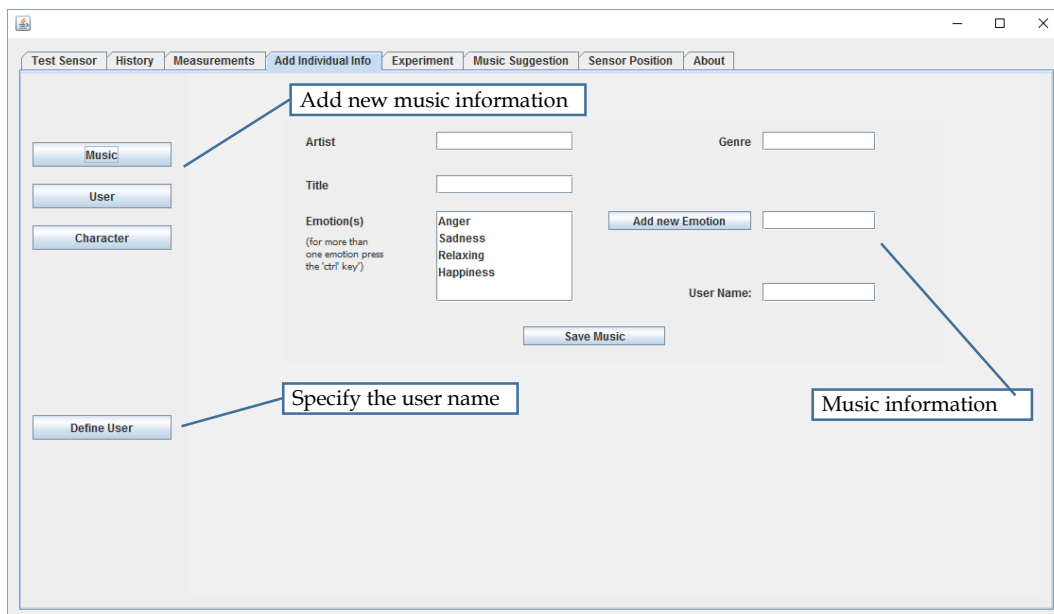 Test Sensor History Measurements Add Individual Info Experiment Music Suggestion Sensor Position About
Add new music information
Artist Genre
Music
Title
User
Emotion(s) Anger Add new Emotion
Sadness
(for more than
one emotion press
the 'ctrl' key')
Relaxing
Happiness
Character
User Name:
Save Music
Specify the user name
Music information
Define User